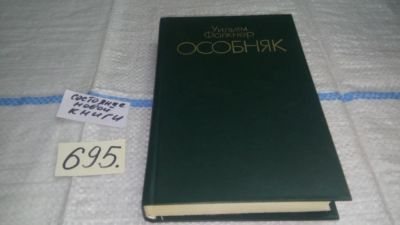 Уильям
Фолкнер
ОСОБНЯК
состояние
новой
книги
695.